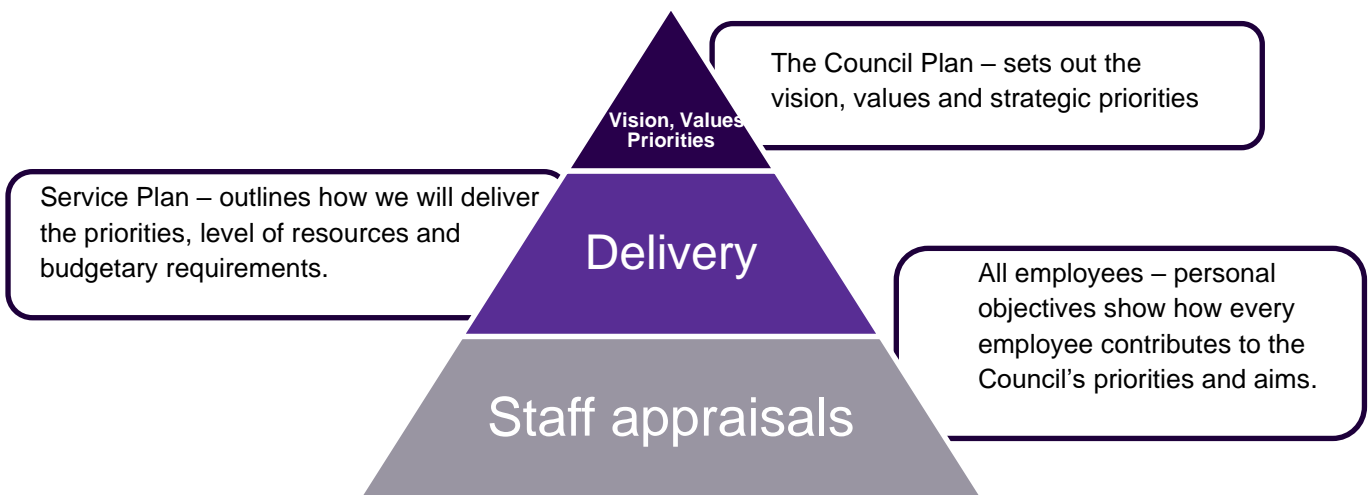 The Council Plan – sets out the
vision, values and strategic priorities
Vision, Values
Priorities
Service Plan – outlines how we will deliver
the priorities, level of resources and
budgetary requirements.
Delivery
All employees – personal
objectives show how every
employee contributes to the
Council’s priorities and aims.
Staff appraisals